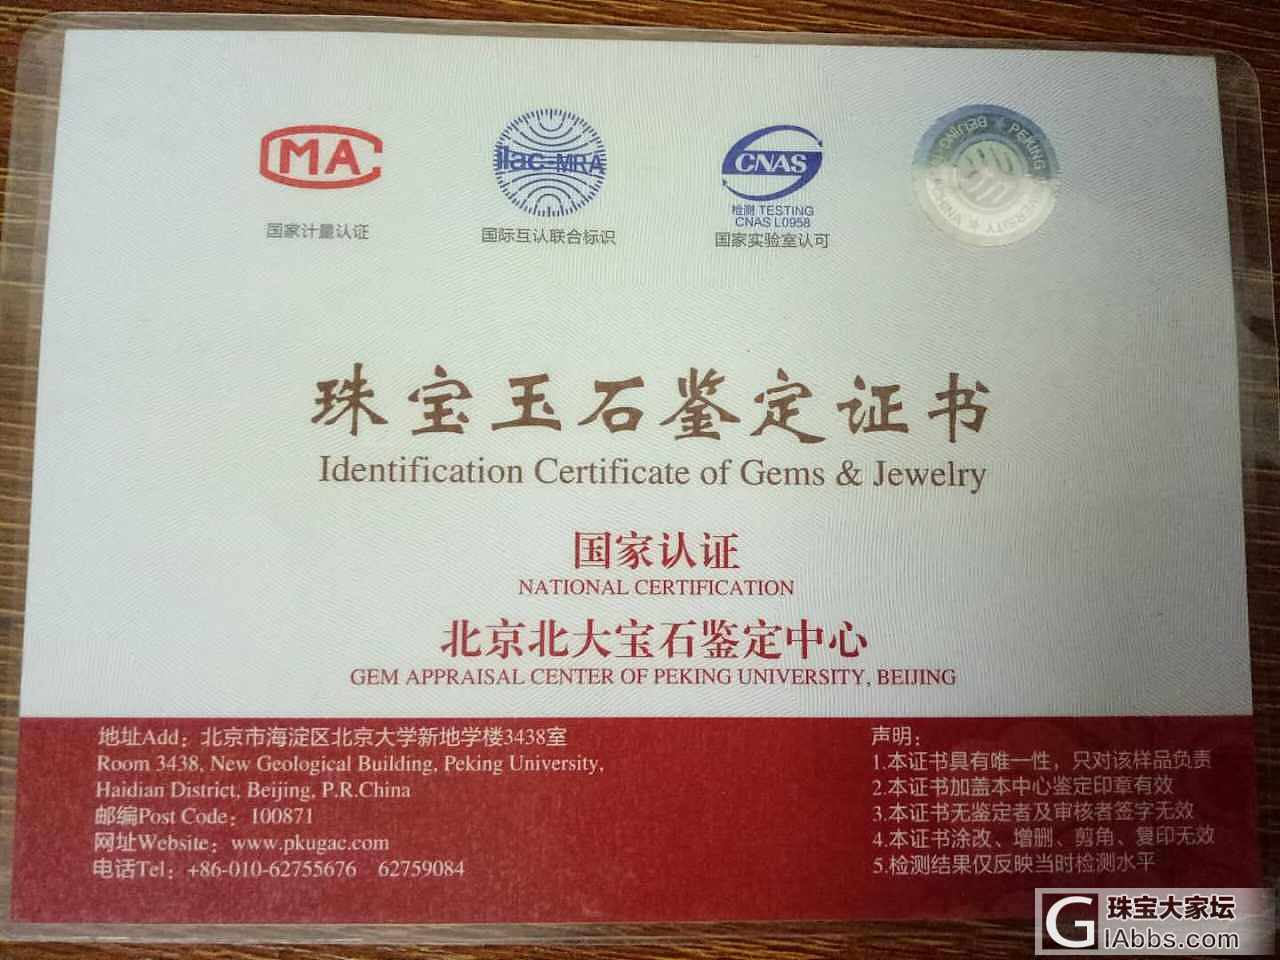 MA
国家计量认证
ilac-MRA
国际互认联合标识
CNAS
检测 TESTING
CNAS L0958
国家实验室认可
BEIJING ★ PEKING
珠宝玉石鉴定证书
Identification Certificate of Gems & Jewelry
国家认证
NATIONAL CERTIFICATION
北京北大宝石鉴定中心
GEM APPRAISAL CENTER OF PEKING UNIVERSITY, BEIJING
地址Add：北京市海淀区北京大学新地学楼3438室
Room 3438, New Geological Building, Peking University,
Haidian District, Beijing, P.R.China
邮编Post Code：100871
网址Website：www.pkugac.com
电话Tel：+86-010-62755676 62759084
声明：
1.本证书具有唯一性，只对该样品负责
2.本证书加盖本中心鉴定印章有效
3.本证书无鉴定者及审核者签字无效
4.本证书涂改、增删、剪角、复印无效
5.检测结果仅反映当时检测水平
G 珠宝大家坛
GIAbbs.com